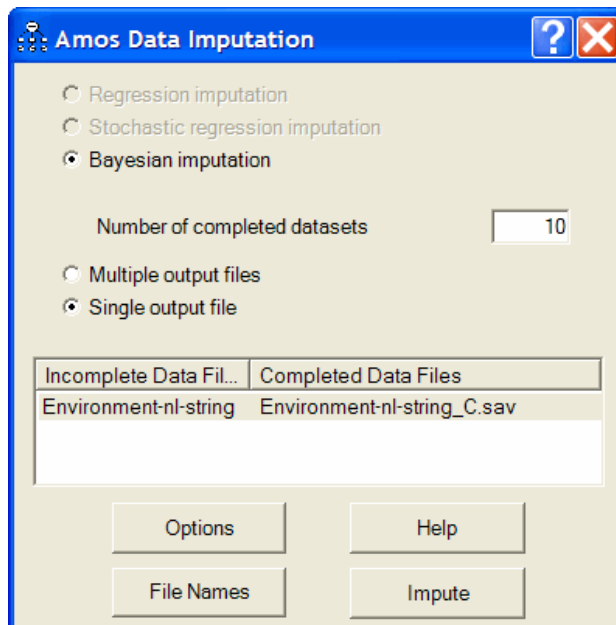 Amos Data Imputation
Regression imputation
Stochastic regression imputation
Bayesian imputation
Number of completed datasets 10
Multiple output files
Single output file
Incomplete Data Fil... Completed Data Files
Environment-nl-string Environment-nl-string_C.sav
Options Help
File Names Impute